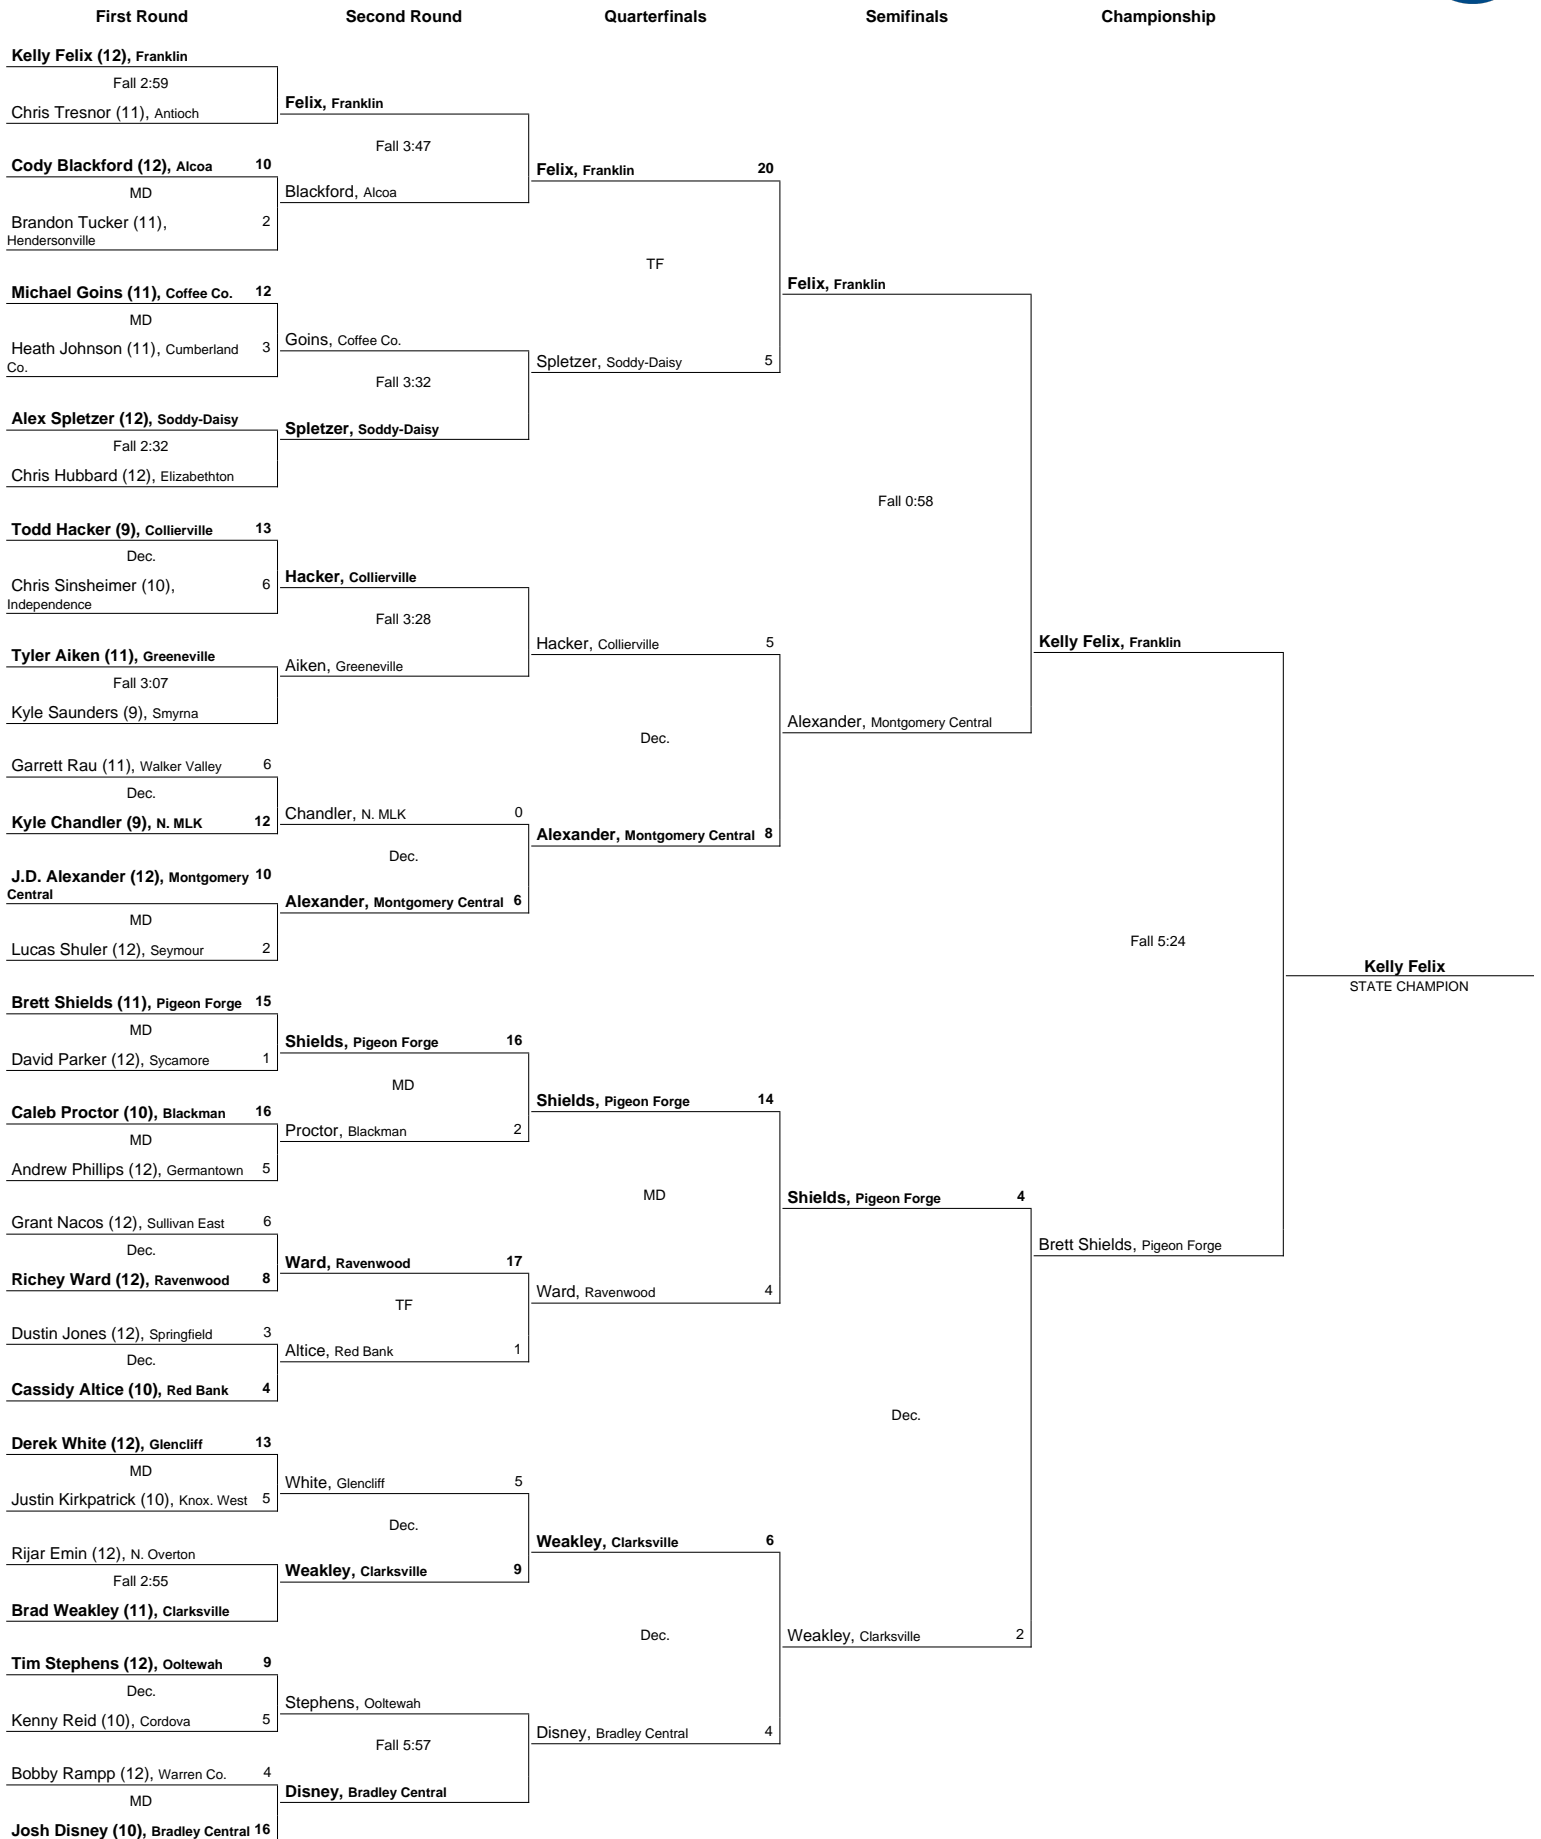 First Round Second Round Quarterfinals Semifinals Championship
Kelly Felix (12), Franklin
Fall 2:59
Chris Tresnor (11), Antioch
Felix, Franklin
Fall 3:47
Blackford, Alcoa
Cody Blackford (12), Alcoa 10
MD
Brandon Tucker (11), 2
Hendersonville
Felix, Franklin 20
TF
Spletzer, Soddy-Daisy 5
Michael Goins (11), Coffee Co. 12
MD
Heath Johnson (11), Cumberland 3
Co.
Goins, Coffee Co.
Fall 3:32
Spletzer, Soddy-Daisy
Alex Spletzer (12), Soddy-Daisy
Fall 2:32
Chris Hubbard (12), Elizabethton
Felix, Franklin
Fall 0:58
Alexander, Montgomery Central
Todd Hacker (9), Collierville 13
Dec.
Chris Sinsheimer (10), 6
Independence
Hacker, Collierville
Fall 3:28
Aiken, Greeneville
Tyler Aiken (11), Greeneville
Fall 3:07
Kyle Saunders (9), Smyrna
Hacker, Collierville 5
Dec.
Alexander, Montgomery Central 8
Garrett Rau (11), Walker Valley 6
Dec.
Kyle Chandler (9), N. MLK 12
Chandler, N. MLK 0
Dec.
Alexander, Montgomery Central 6
J.D. Alexander (12), Montgomery 10
Central
MD
Lucas Shuler (12), Seymour 2
Kelly Felix, Franklin
Fall 5:24
Brett Shields, Pigeon Forge
Kelly Felix
STATE CHAMPION
Brett Shields (11), Pigeon Forge 15
MD
David Parker (12), Sycamore 1
Shields, Pigeon Forge 16
MD
Proctor, Blackman 2
Caleb Proctor (10), Blackman 16
MD
Andrew Phillips (12), Germantown 5
Shields, Pigeon Forge 14
MD
Ward, Ravenwood 4
Grant Nacos (12), Sullivan East 6
Dec.
Richey Ward (12), Ravenwood 8
Ward, Ravenwood 17
TF
Altice, Red Bank 1
Dustin Jones (12), Springfield 3
Dec.
Cassidy Altice (10), Red Bank 4
Shields, Pigeon Forge 4
Dec.
Weakley, Clarksville 2
Derek White (12), Glencliff 13
MD
Justin Kirkpatrick (10), Knox. West 5
White, Glencliff 5
Dec.
Weakley, Clarksville 9
Rijar Emin (12), N. Overton
Fall 2:55
Brad Weakley (11), Clarksville
Weakley, Clarksville 6
Dec.
Disney, Bradley Central 4
Tim Stephens (12), Ooltewah 9
Dec.
Kenny Reid (10), Cordova 5
Stephens, Ooltewah
Fall 5:57
Disney, Bradley Central
Bobby Rampp (12), Warren Co. 4
MD
Josh Disney (10), Bradley Central 16